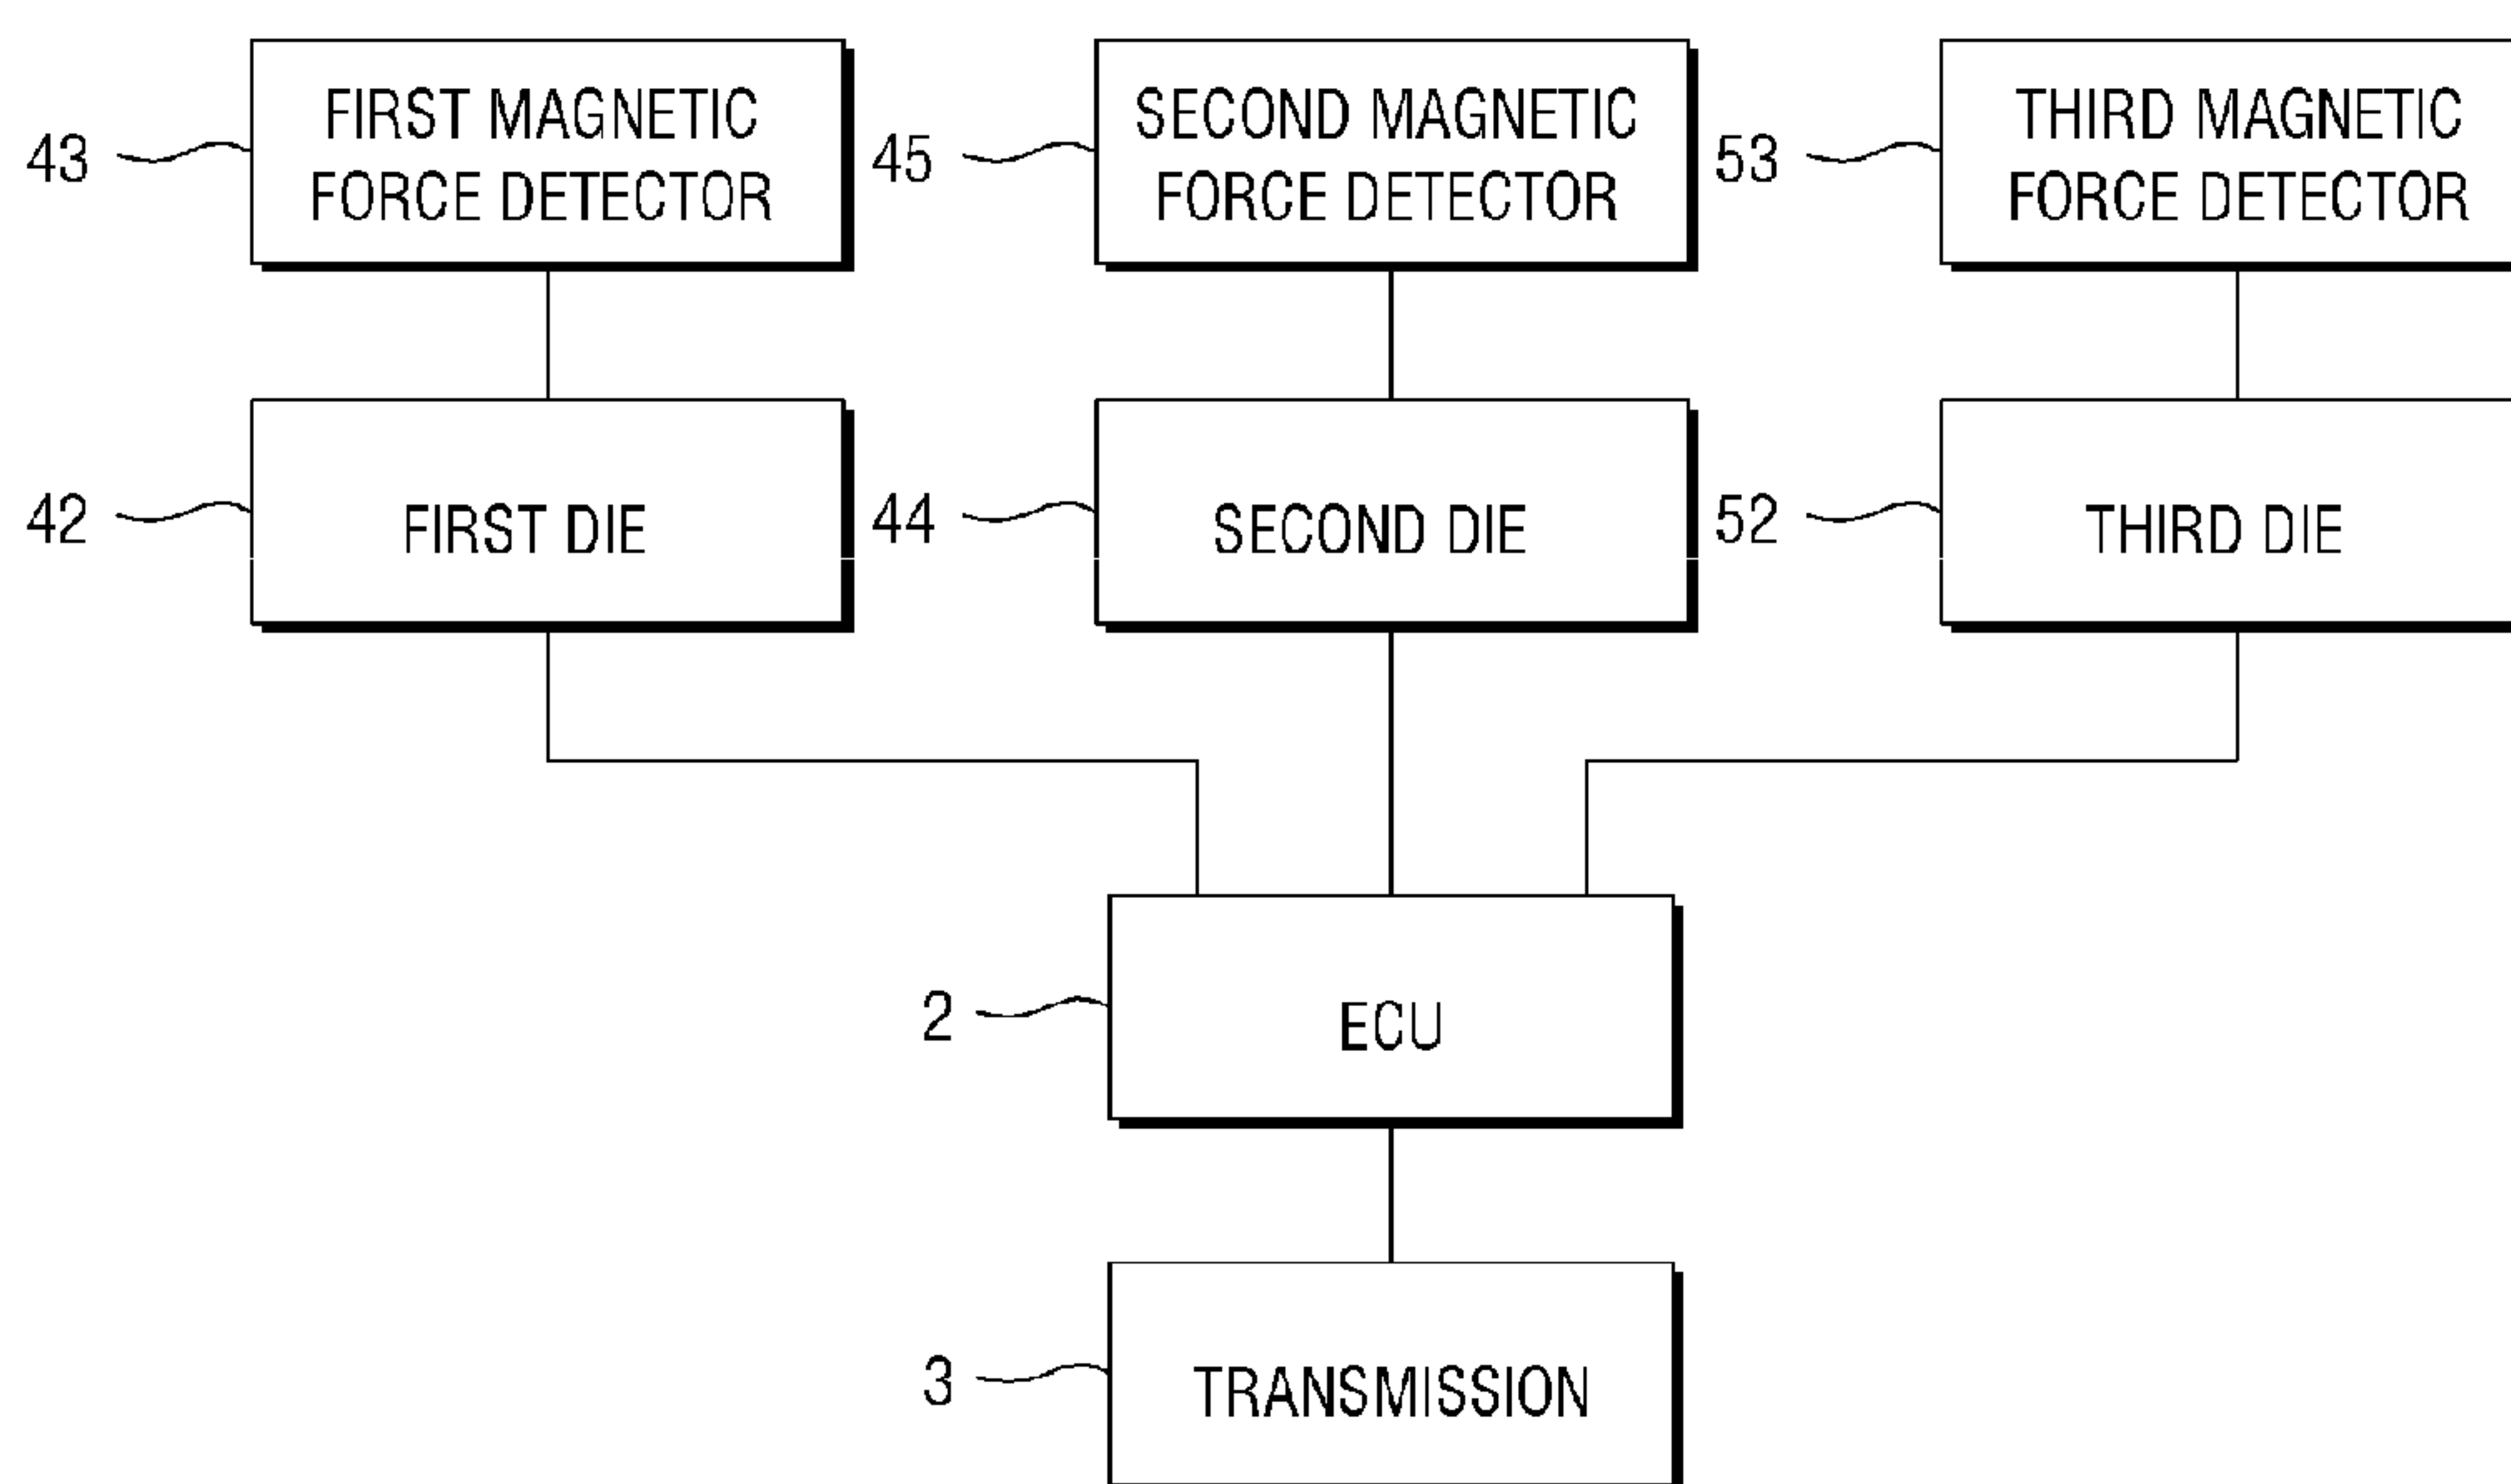 43
FIRST MAGNETIC
FORCE DETECTOR
45
SECOND MAGNETIC
FORCE DETECTOR
53
THIRD MAGNETIC
FORCE DETECTOR
42
FIRST DIE
44
SECOND DIE
52
THIRD DIE
2
ECU
3
TRANSMISSION